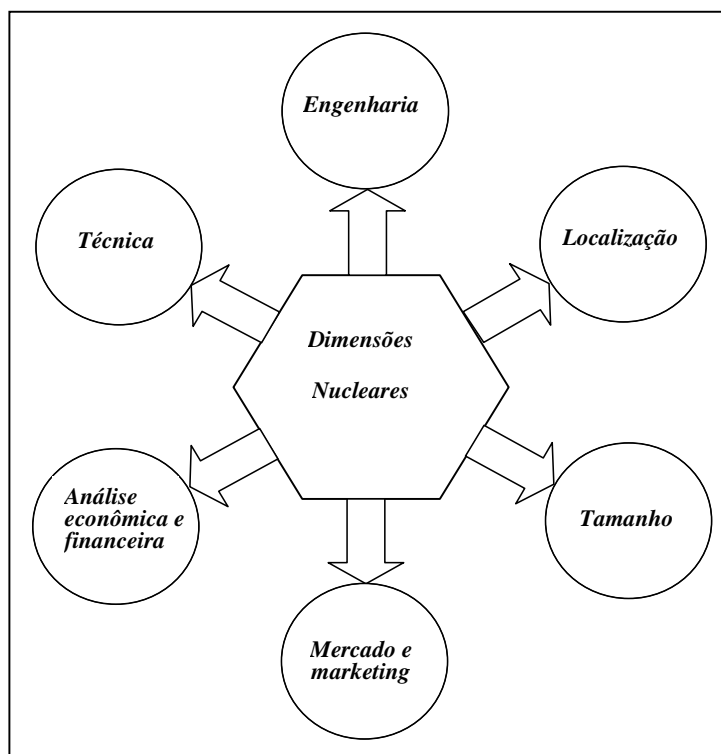 Engenharia
Técnica
Localização
Dimensões
Nucleares
Análise
econômica e
financeira
Tamanho
Mercado e
marketing